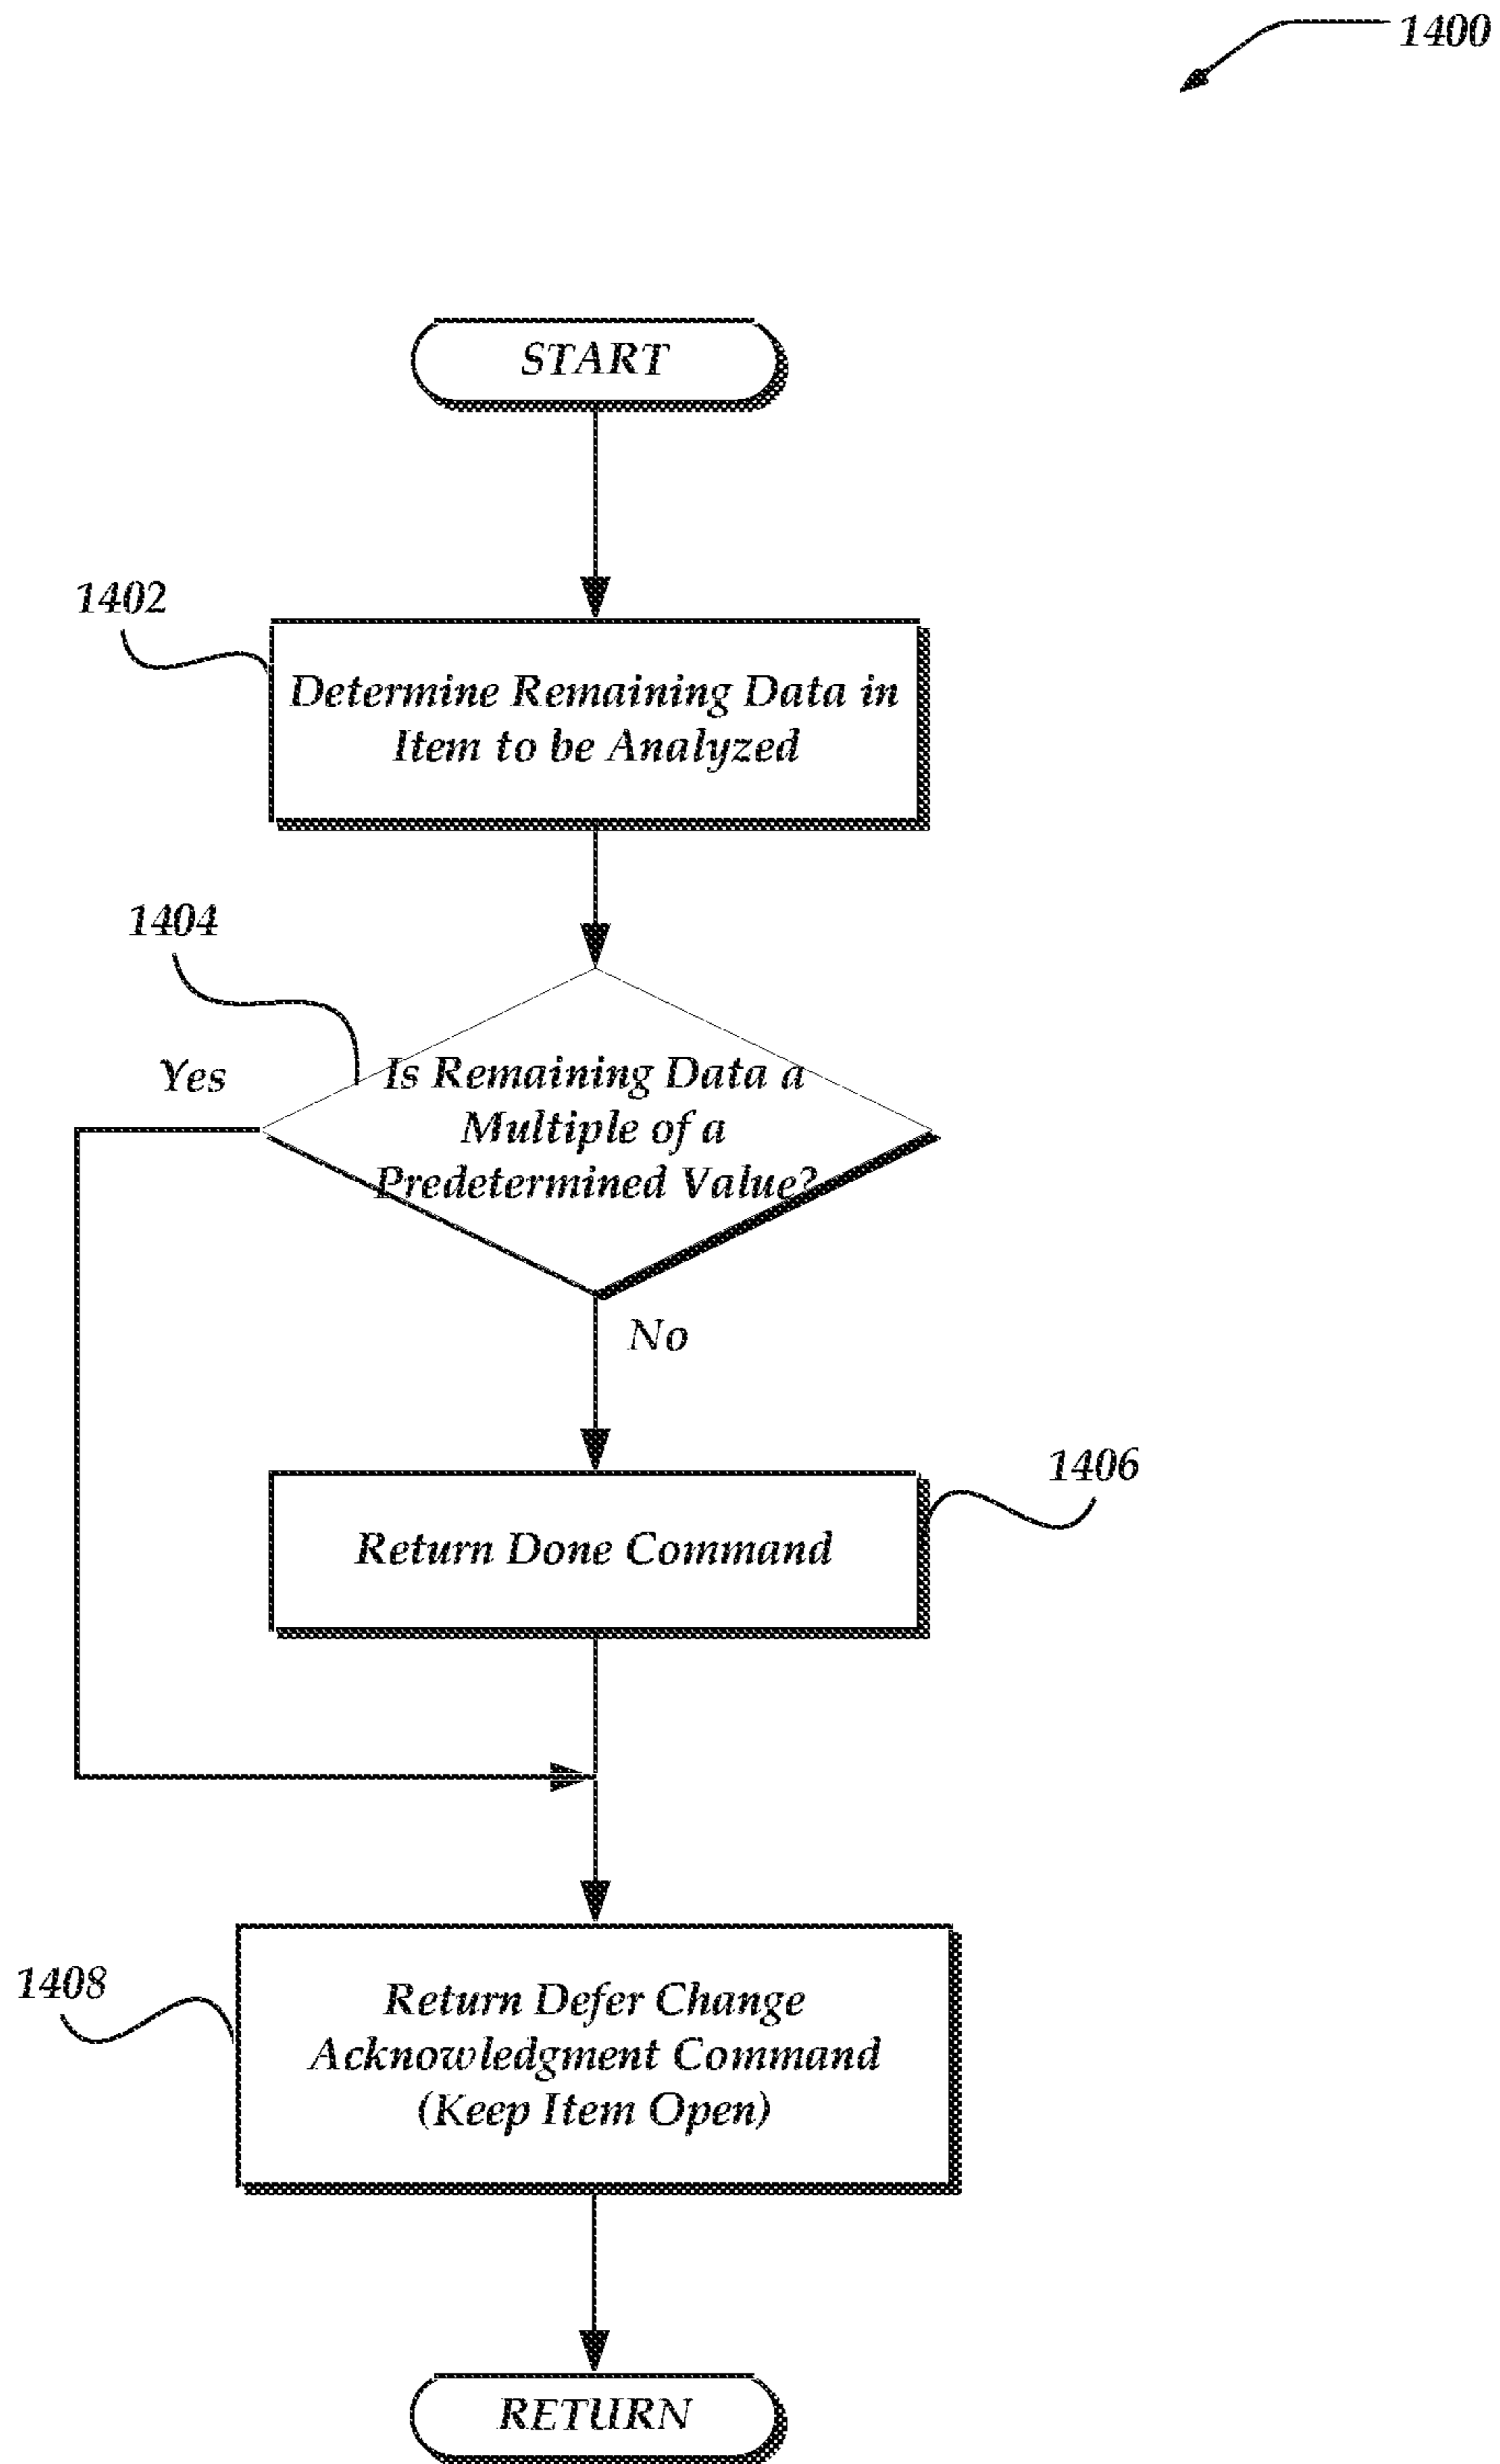 1400
START
1402
Determine Remaining Data in
Item to be Analyzed
1404
Yes
Is Remaining Data a
Multiple of a
Predetermined Value?
No
1406
Return Done Command
1408
Return Defer Change
Acknowledgment Command
(Keep Item Open)
RETURN